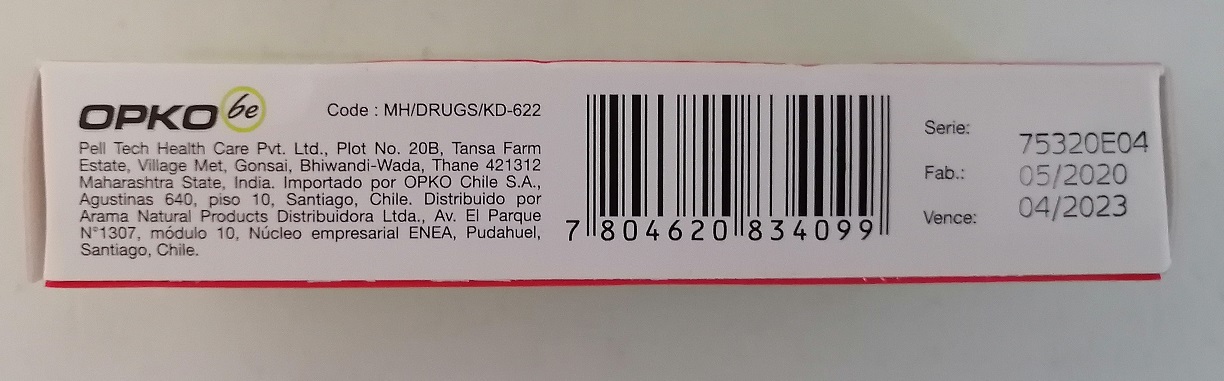 OPKO be
Code : MH/DRUGS/KD-622
Pell Tech Health Care Pvt. Ltd., Plot No. 20B, Tansa Farm
Estate, Village Met, Gonsai, Bhiwandi-Wada, Thane 421312
Maharashtra State, India. Importado por OPKO Chile S.A.,
Agustinas 640, piso 10, Santiago, Chile. Distribuido por
Arama Natural Products Distribuidora Ltda., Av. El Parque
N°1307, módulo 10, Núcleo empresarial ENEA, Pudahuel,
Santiago, Chile.
7 804620 834099
Serie: 75320E04
Fab.: 05/2020
Vence: 04/2023